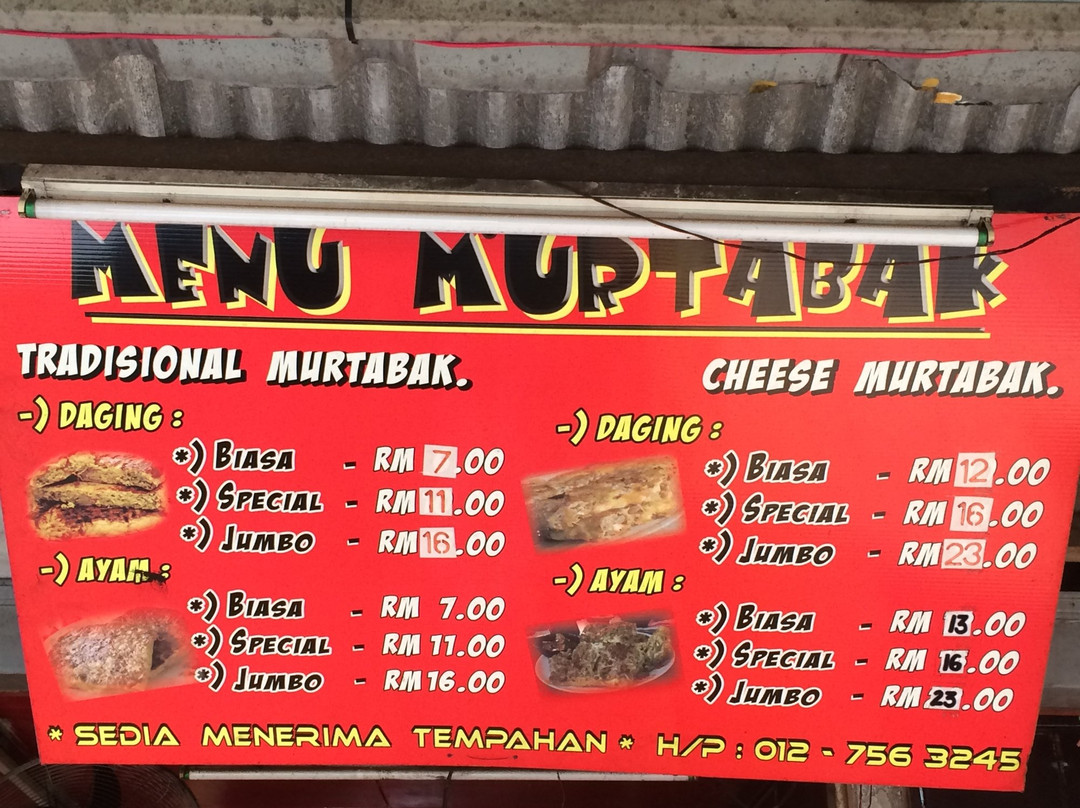 MENU MURTABAK
TRADISIONAL MURTABAK.
-) DAGING :
*) BIASA - RM 7.00
*) SPECIAL - RM 11.00
*) JUMBO - RM 16.00
-) AYAM :
*) BIASA - RM 7.00
*) SPECIAL - RM 11.00
*) JUMBO - RM 16.00
CHEESE MURTABAK.
-) DAGING :
*) BIASA - RM 12.00
*) SPECIAL - RM 16.00
*) JUMBO - RM 23.00
-) AYAM :
*) BIASA - RM 13.00
*) SPECIAL - RM 16.00
*) JUMBO - RM 23.00
* SEDIA MENERIMA TEMPAHAN * H/P : 012 - 756 3245